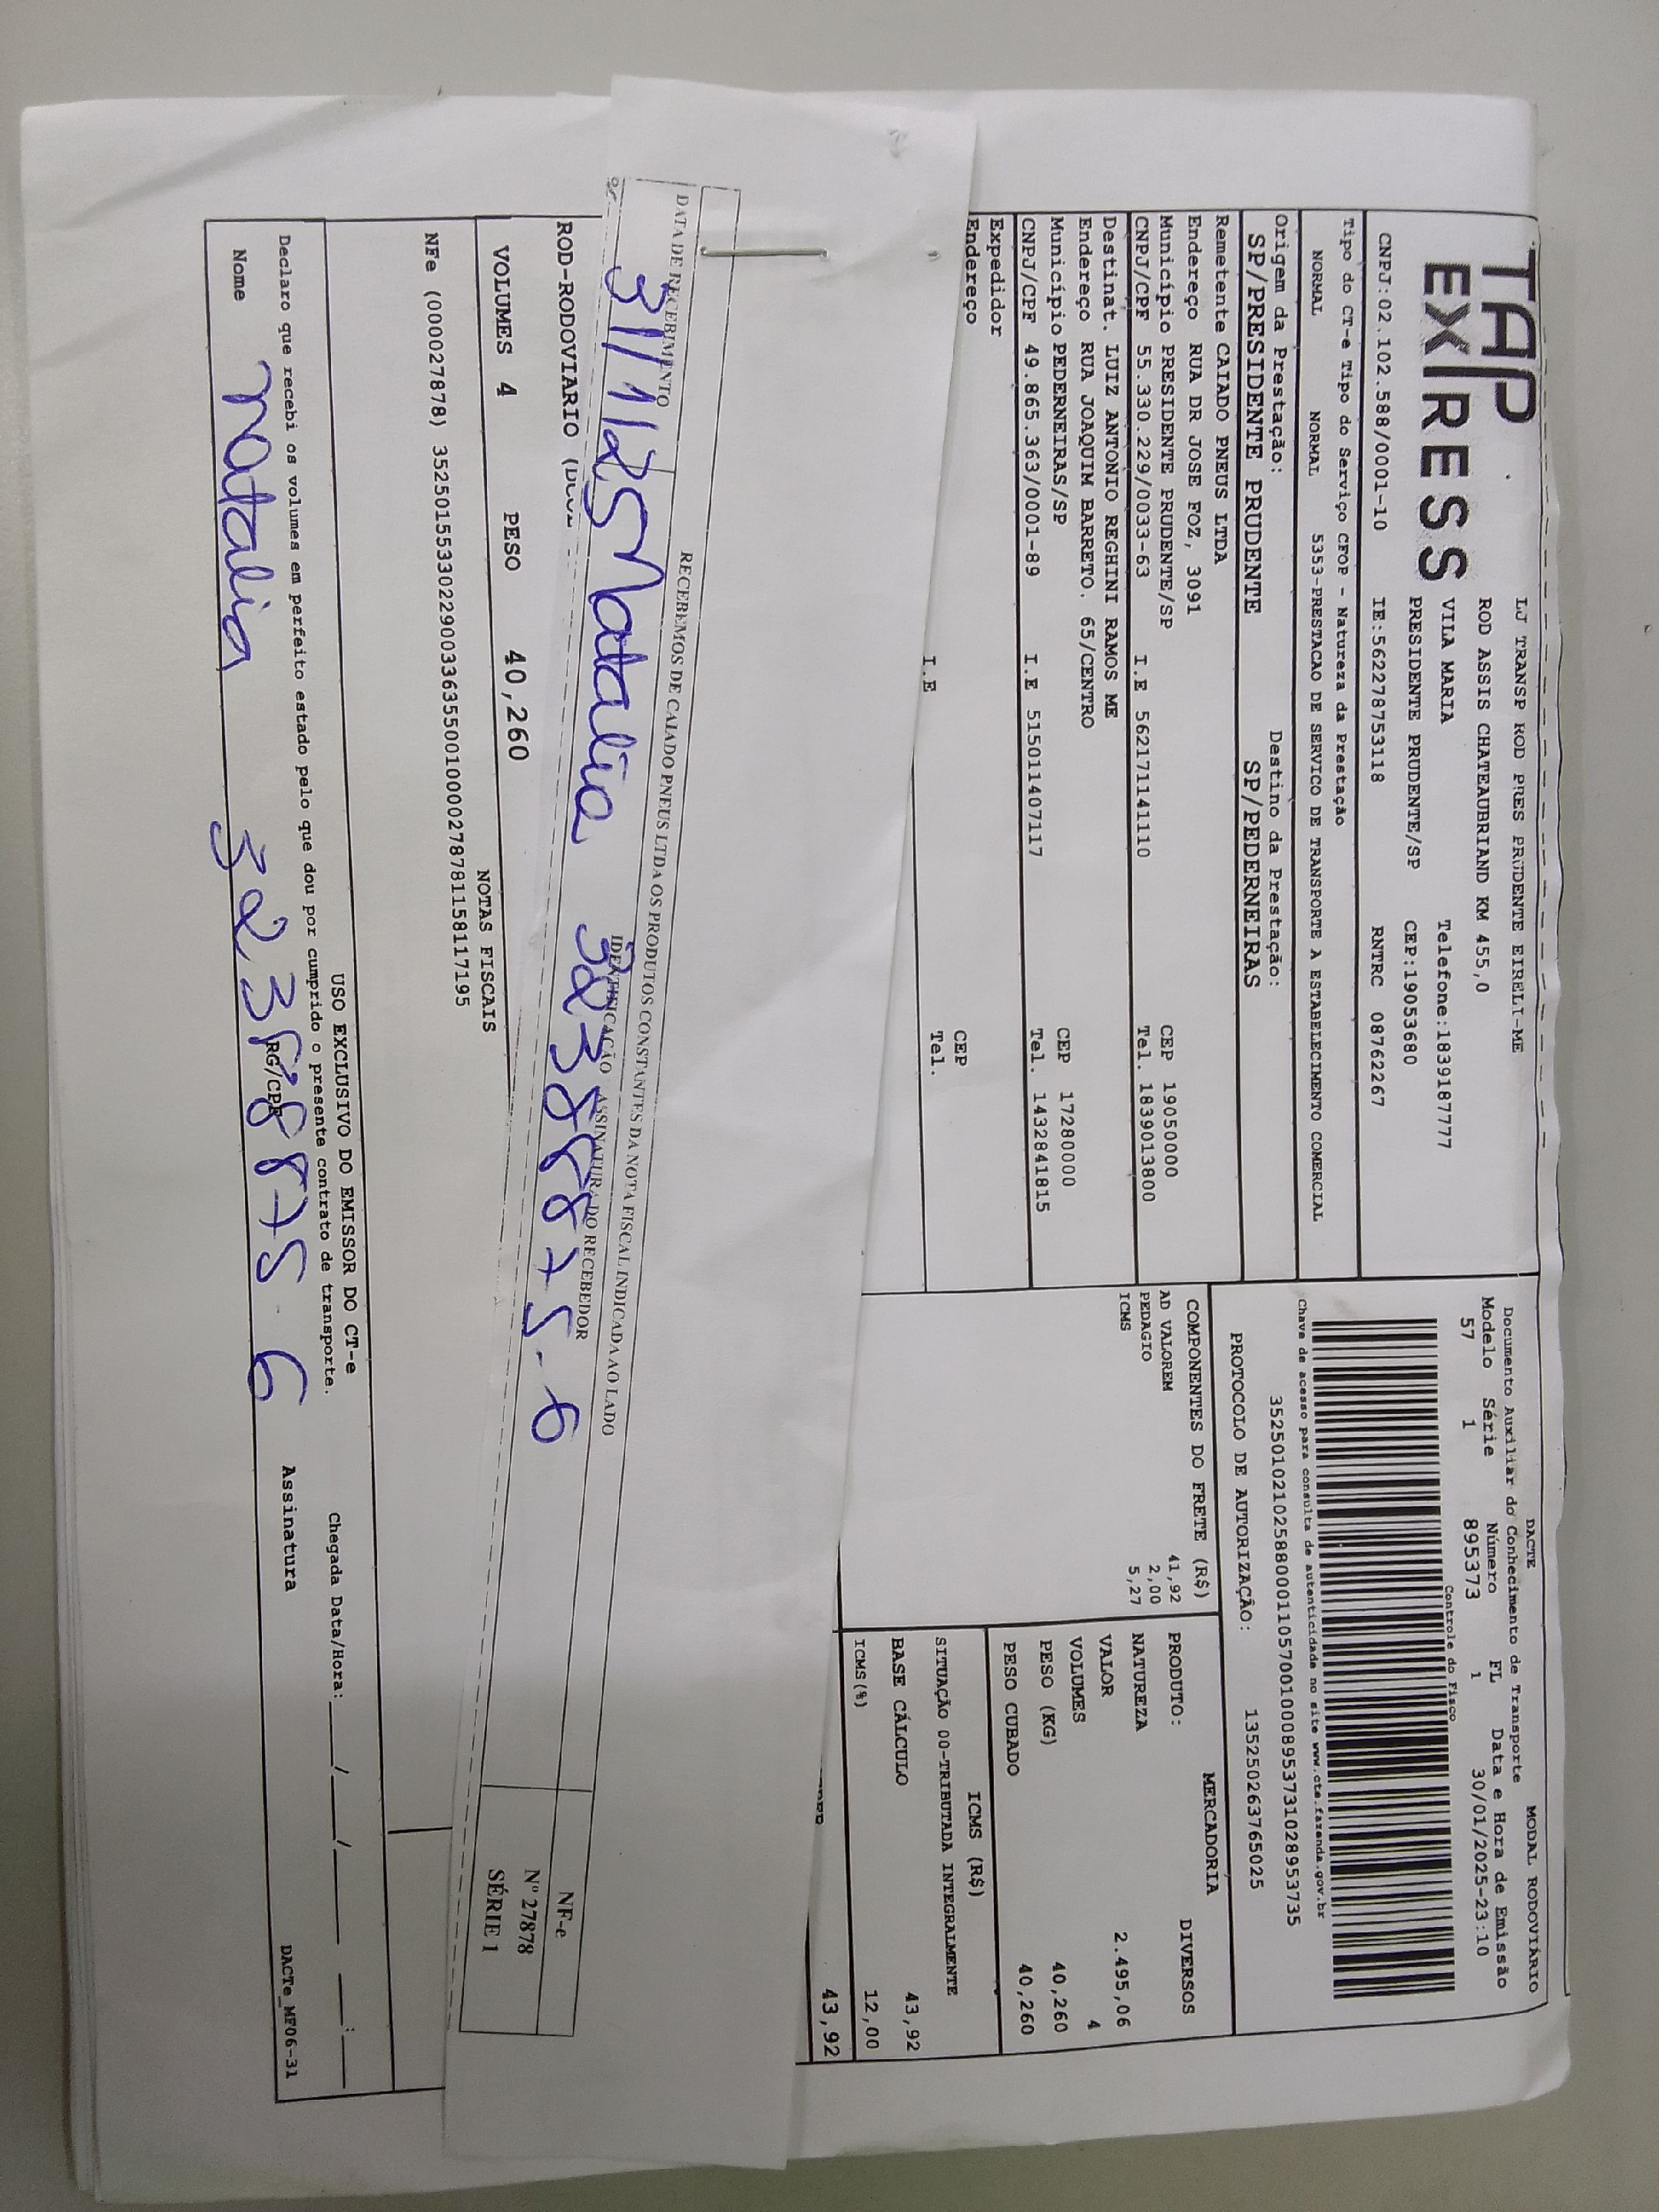 TAP
EXPRESS
LJ TRANSP ROD PRES PRUDENTE EIRELI-ME
ROD ASSIS CHATEAUBRIAND KM 455,0
VILA MARIA Telefone:1839187777
PRESIDENTE PRUDENTE/SP CEP:19053680
CNPJ:02.102.588/0001-10 IE:562278753118 RNTRC 08762267
Tipo do CT-e Tipo do Serviço CFOP - Natureza da Prestação
NORMAL NORMAL 5353-PRESTACAO DE SERVICO DE TRANSPORTE A ESTABELECIMENTO COMERCIAL
Origem da Prestação: Destino da Prestação:
SP/PRESIDENTE PRUDENTE SP/PEDERNEIRAS
Remetente CAIADO PNEUS LTDA
Endereço RUA DR JOSE FOZ, 3091
Município PRESIDENTE PRUDENTE/SP CEP 19050000
CNPJ/CPF 55.330.229/0033-63 I.E 562171141110 Tel. 1839013800
Destinat. LUIZ ANTONIO REGHINI RAMOS ME
Endereço RUA JOAQUIM BARRETO. 65/CENTRO
Município PEDERNEIRAS/SP CEP 17280000
CNPJ/CPF 49.865.363/0001-89 I.E 515011407117 Tel. 1432841815
Expedidor
Endereço
CEP
I.E Tel.
DACTE MODAL RODOVIÁRIO
Documento Auxiliar do Conhecimento de Transporte
Modelo Série Número FL Data e Hora de Emissão
57 1 895373 1 30/01/2025-23:10
Controle do Fisco
Chave de acesso para consulta de autenticidade no site www.cte.fazenda.gov.br
35250102102588000110570010008953731028953735
PROTOCOLO DE AUTORIZAÇÃO: 135250263765025
COMPONENTES DO FRETE (R$)
AD VALOREM 41,92
PEDAGIO 2,00
ICMS 5,27
MERCADORIA
PRODUTO: DIVERSOS
NATUREZA
VALOR 2.495,06
VOLUMES 4
PESO (KG) 40,260
PESO CUBADO 40,260
ICMS (R$)
SITUAÇÃO 00-TRIBUTADA INTEGRALMENTE
BASE CÁLCULO 43,92
ICMS(%) 12,00
43,92
RECEBEMOS DE CAIADO PNEUS LTDA OS PRODUTOS CONSTANTES DA NOTA FISCAL INDICADA AO LADO
DATA DE RECEBIMENTO IDENTIFICAÇÃO ASSINATURA DO RECEBEDOR
31/1/25 Natalia 32388875-6
NF-e
Nº 27878
SÉRIE 1
ROD-RODOVIARIO
VOLUMES 4 PESO 40,260
NOTAS FISCAIS
NFe (000027878) 35250155330229003363550010000278781158117195
USO EXCLUSIVO DO EMISSOR DO CT-e
Declaro que recebi os volumes em perfeito estado pelo que dou por cumprido o presente contrato de transporte. Chegada Data/Hora:____/____/____ ___:___
Nome RG/CPF Assinatura
Natalia 32388875-6
DACTe_MF06-31